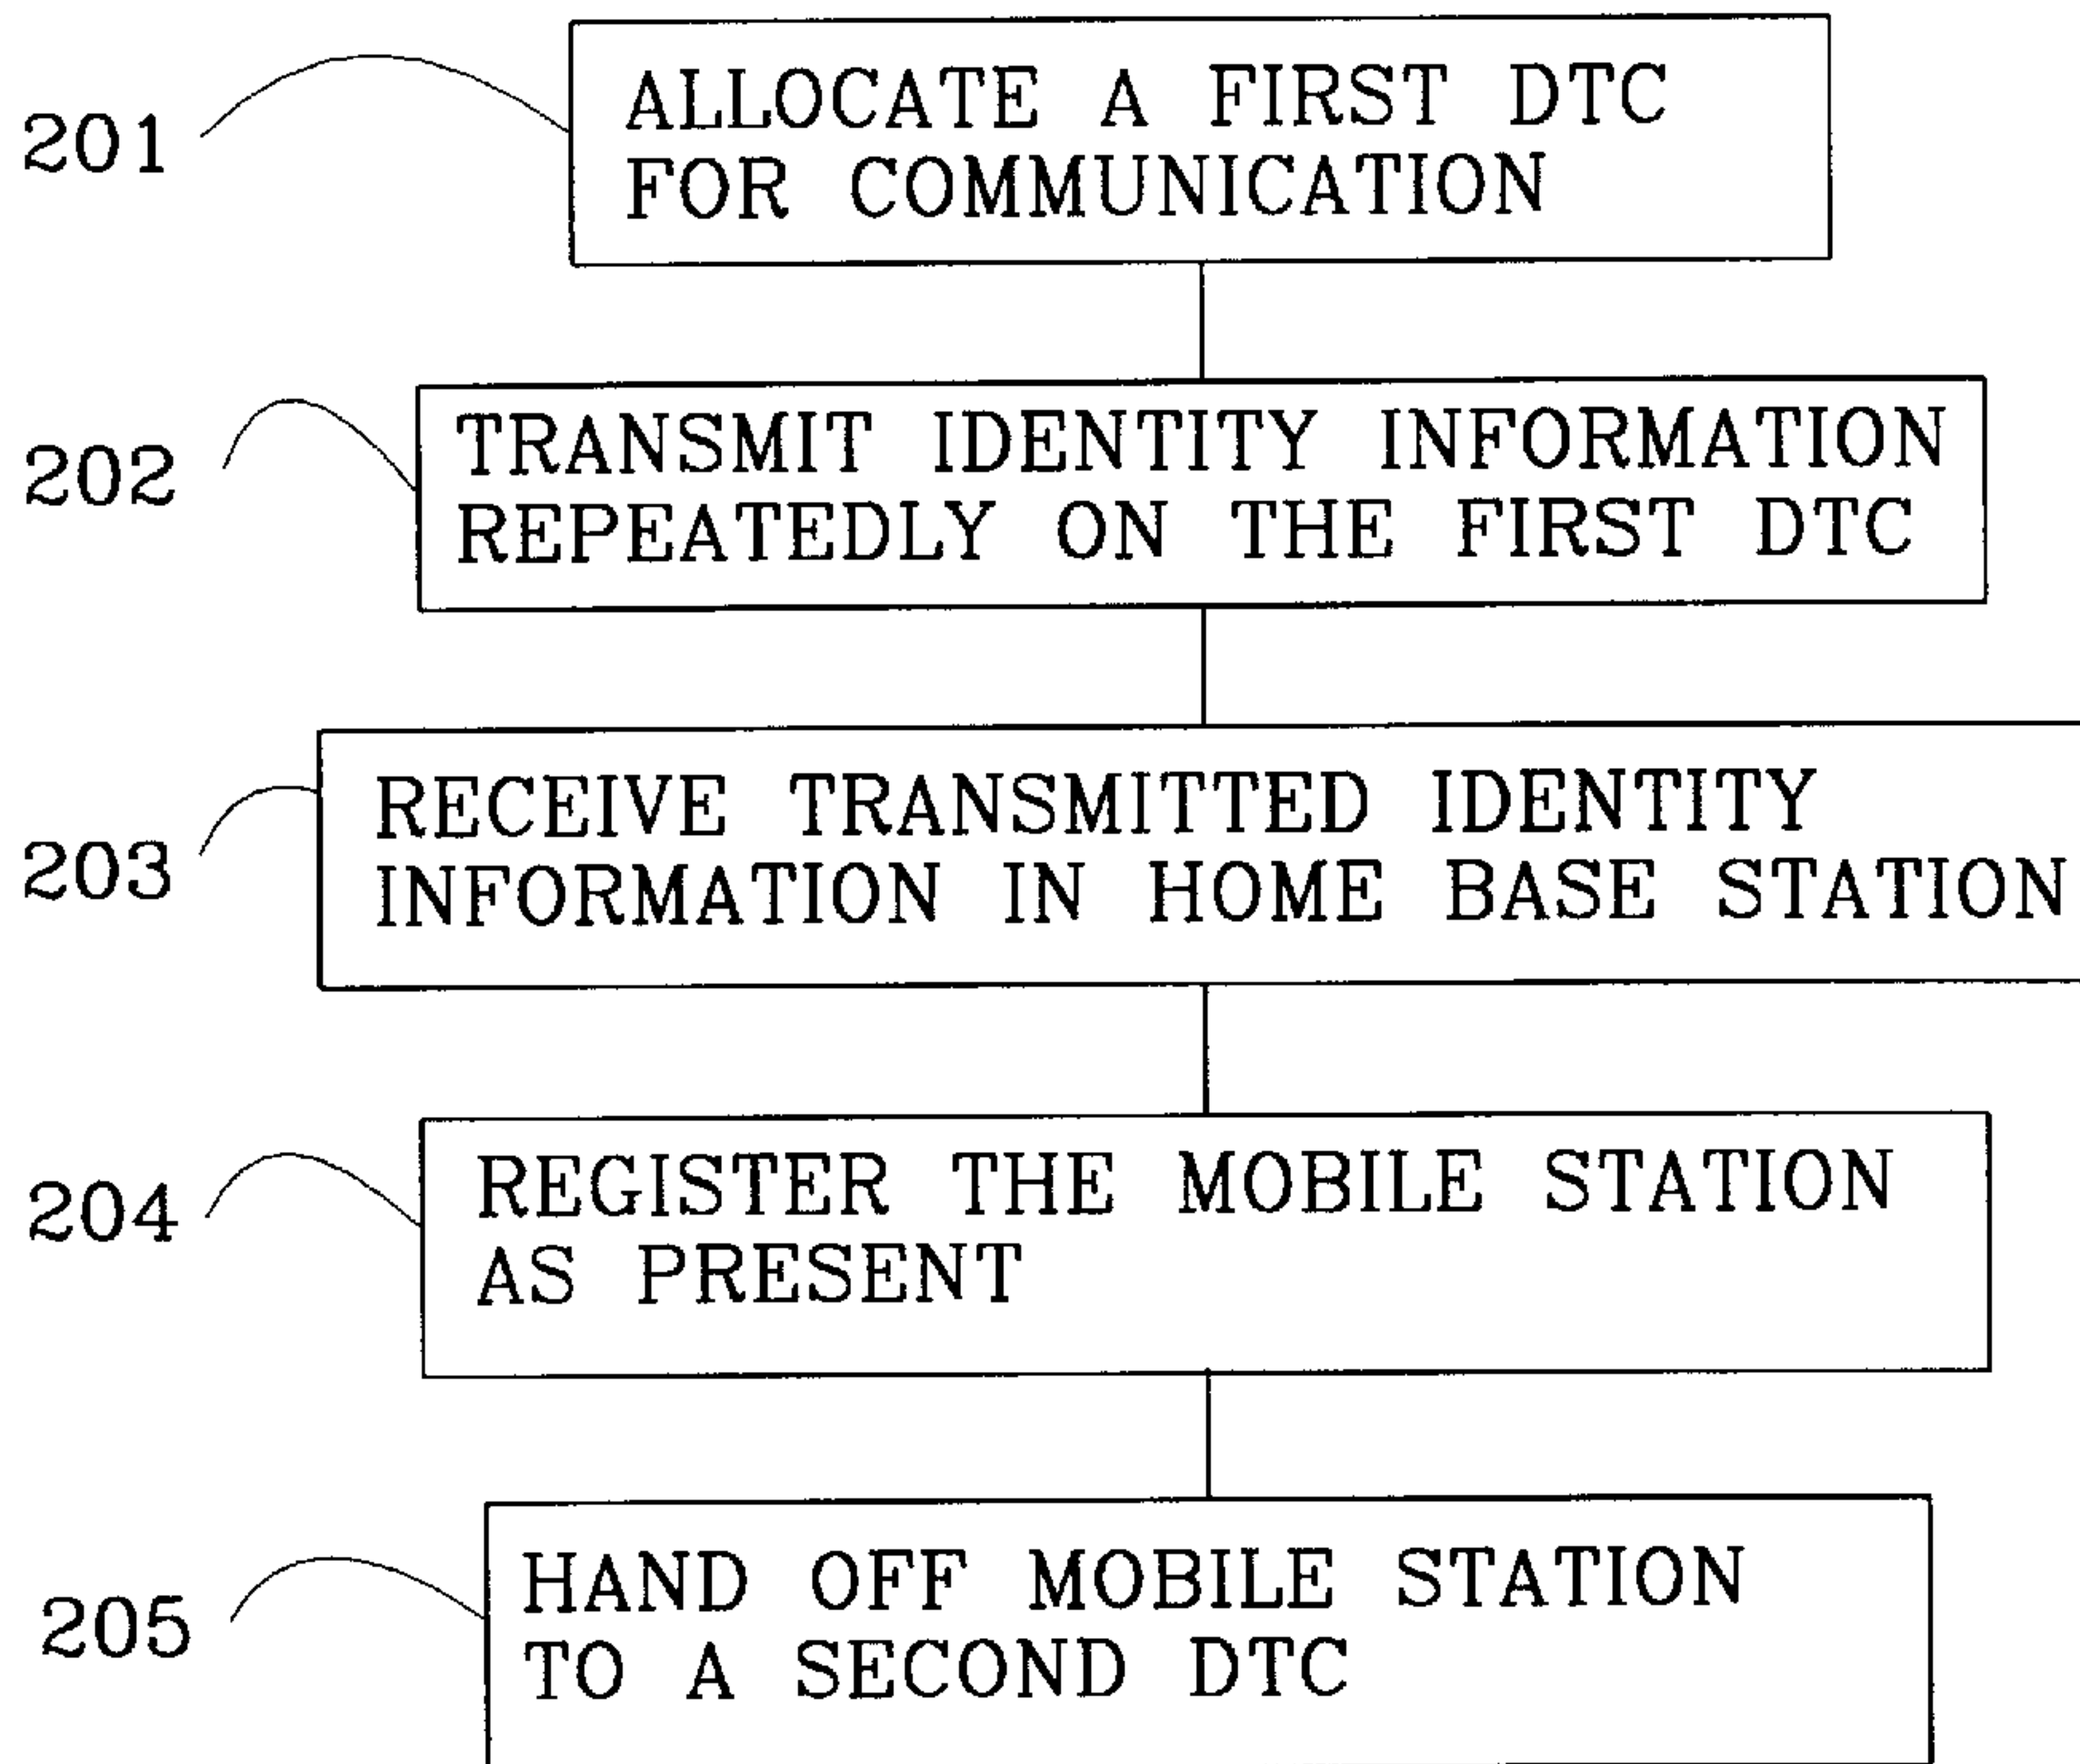 201
ALLOCATE A FIRST DTC
FOR COMMUNICATION
202
TRANSMIT IDENTITY INFORMATION
REPEATEDLY ON THE FIRST DTC
203
RECEIVE TRANSMITTED IDENTITY
INFORMATION IN HOME BASE STATION
204
REGISTER THE MOBILE STATION
AS PRESENT
205
HAND OFF MOBILE STATION
TO A SECOND DTC